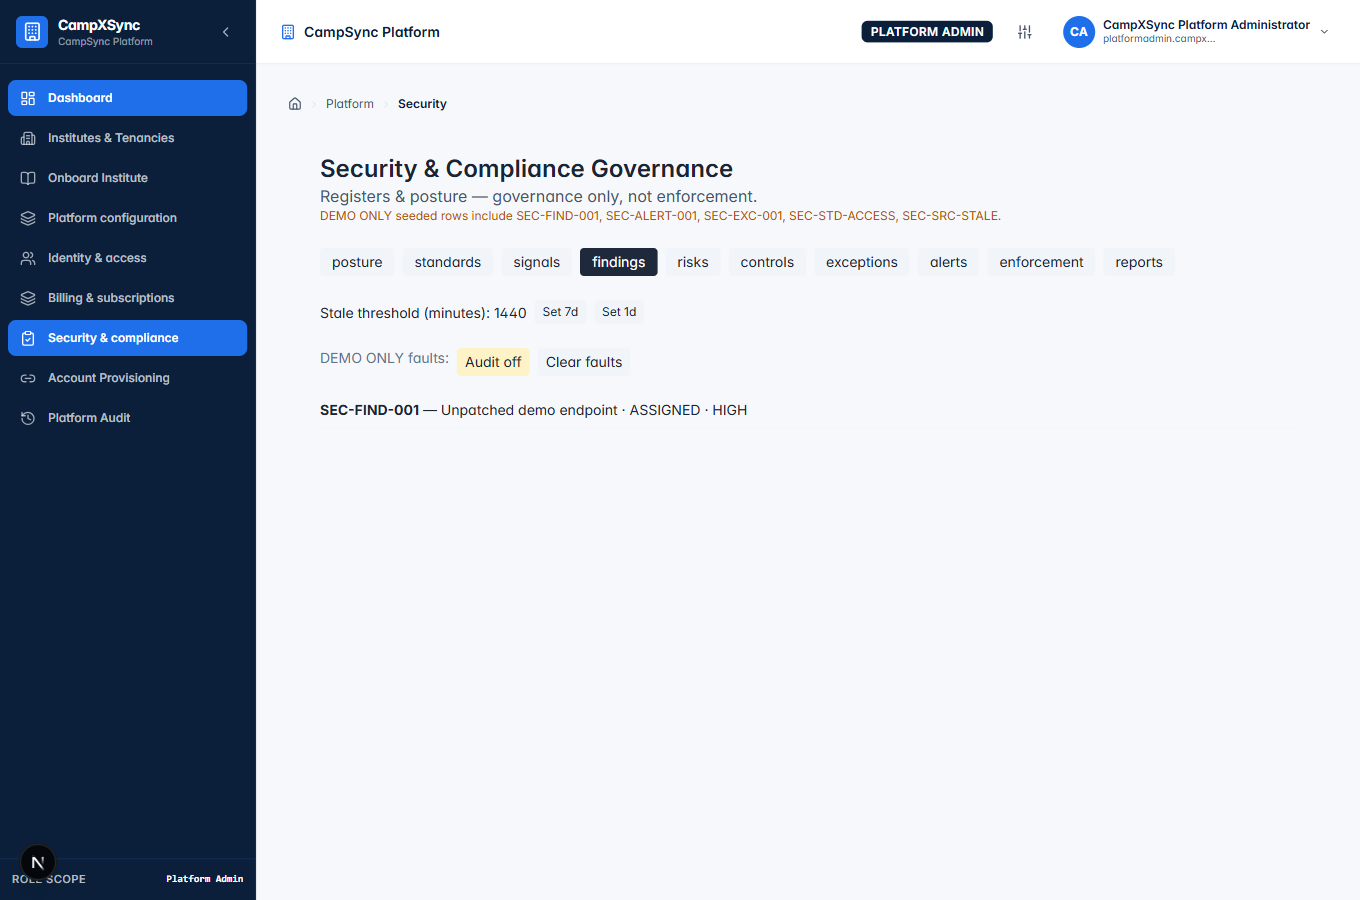 CampXSync
CampSync Platform
Dashboard
Institutes & Tenancies
Onboard Institute
Platform configuration
Identity & access
Billing & subscriptions
Security & compliance
Account Provisioning
Platform Audit
N
SCOPE
Platform Admin
CampSync Platform
PLATFORM ADMIN
CA
CampXSync Platform Administrator
platformadmin.campx...
Platform
Security
Security & Compliance Governance
Registers & posture — governance only, not enforcement.
DEMO ONLY seeded rows include SEC-FIND-001, SEC-ALERT-001, SEC-EXC-001, SEC-STD-ACCESS, SEC-SRC-STALE.
posture standards signals findings risks controls exceptions alerts enforcement reports
Stale threshold (minutes): 1440 Set 7d Set 1d
DEMO ONLY faults: Audit off Clear faults
SEC-FIND-001 — Unpatched demo endpoint · ASSIGNED · HIGH